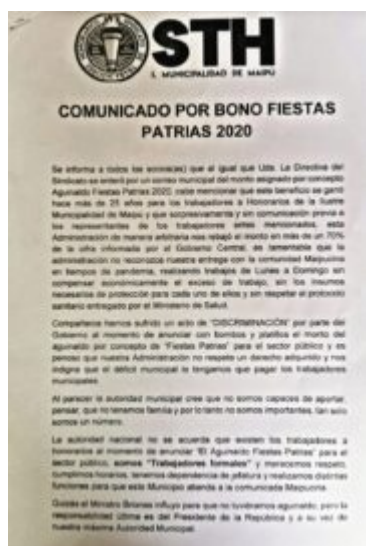 STH
I. MUNICIPALIDAD DE MAIPÚ
COMUNICADO POR BONO FIESTAS
PATRIAS 2020
Se informa a todos los socios(as) que al igual que Uds. La Directiva del
Sindicato se enteró por un correo municipal del monto asignado por concepto
Aguinaldo Fiestas Patrias 2020, cabe mencionar que este beneficio se ganó
hace más de 25 años para los trabajadores a Honorarios de la Ilustre
Municipalidad de Maipú y que sorpresivamente y sin comunicación previa a
los representantes de los trabajadores antes mencionados, esta
Administración de manera arbitraria nos rebajó el monto en más de un 70%
de la cifra informada por el Gobierno Central, es lamentable que la
administración no reconozca nuestra entrega con la comunidad Maipucina
en tiempos de pandemia, realizando trabajos de Lunes a Domingo sin
compensar económicamente el exceso de trabajo, sin los insumos
necesarios de protección para cada uno de ellos y sin respetar el protocolo
sanitario entregado por el Ministerio de Salud.
Compañeros hemos sufrido un acto de "DISCRIMINACIÓN" por parte del
Gobierno al momento de anunciar con bombos y platillos el monto del
aguinaldo por concepto de "Fiestas Patrias" para el sector público y es
penoso que nuestra Administración no respete un derecho adquirido y nos
indigna que el déficit municipal lo tengamos que pagar los trabajadores
municipales.
Al parecer la autoridad municipal cree que no somos capaces de aportar,
pensar, que no tenemos familia y por lo tanto no somos importantes, tan solo
somos un número.
La autoridad nacional no se acuerda que existen los trabajadores a
honorarios al momento de anunciar "El Aguinaldo Fiestas Patrias" para el
sector público, somos "Trabajadores formales" y merecemos respeto,
cumplimos horarios, tenemos dependencia de jefatura y realizamos distintas
funciones para que este Municipio atienda a la comunidad Maipucina.
Quizás el Ministro Briones influyó para que no tuviéramos aguinaldo, pero la
responsabilidad última es del Presidente de la República y a su vez de
nuestra máxima Autoridad Municipal.